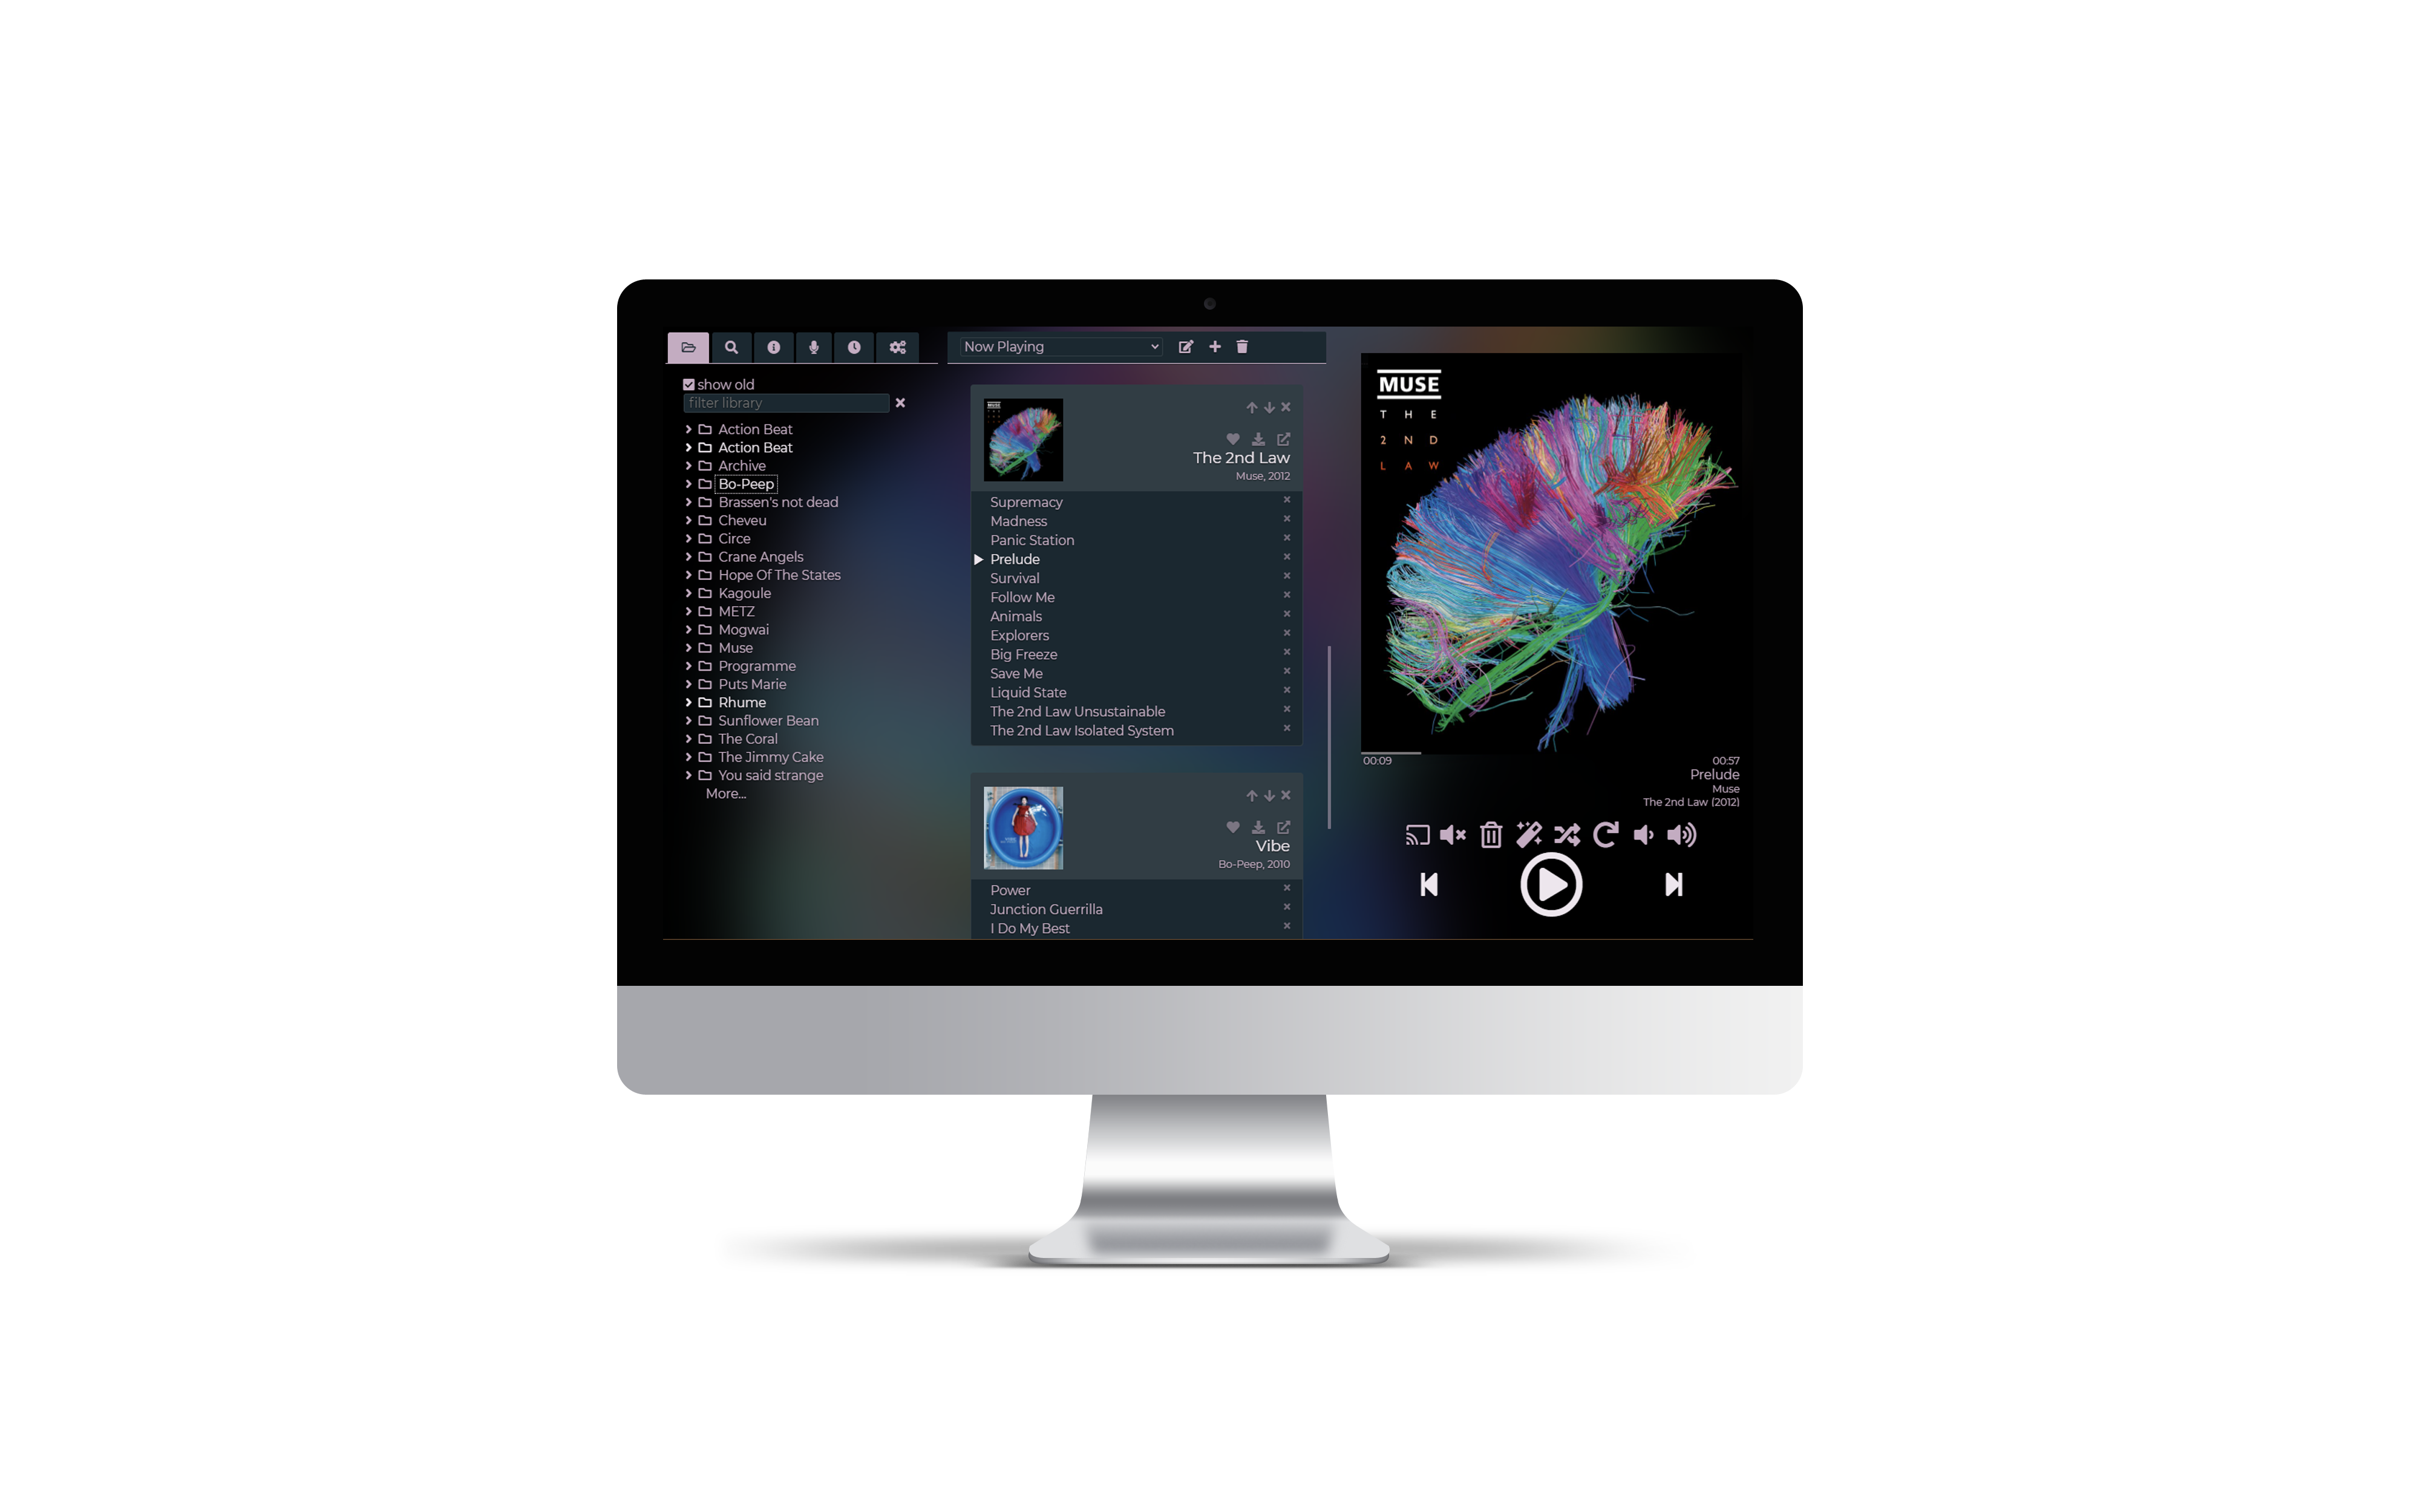 Now Playing
show old
filter library
Action Beat
Action Beat
Archive
Bo-Peep
Brassen's not dead
Cheveu
Circe
Crane Angels
Hope Of The States
Kagoule
METZ
Mogwai
Muse
Programme
Puts Marie
Rhume
Sunflower Bean
The Coral
The Jimmy Cake
You said strange
More...
The 2nd Law
Muse, 2012
Supremacy
Madness
Panic Station
Prelude
Survival
Follow Me
Animals
Explorers
Big Freeze
Save Me
Liquid State
The 2nd Law Unsustainable
The 2nd Law Isolated System
Vibe
Bo-Peep, 2010
Power
Junction Guerrilla
I Do My Best
MUSE
THE
2ND
LAW
00:09
00:57
Prelude
Muse
The 2nd Law (2012)